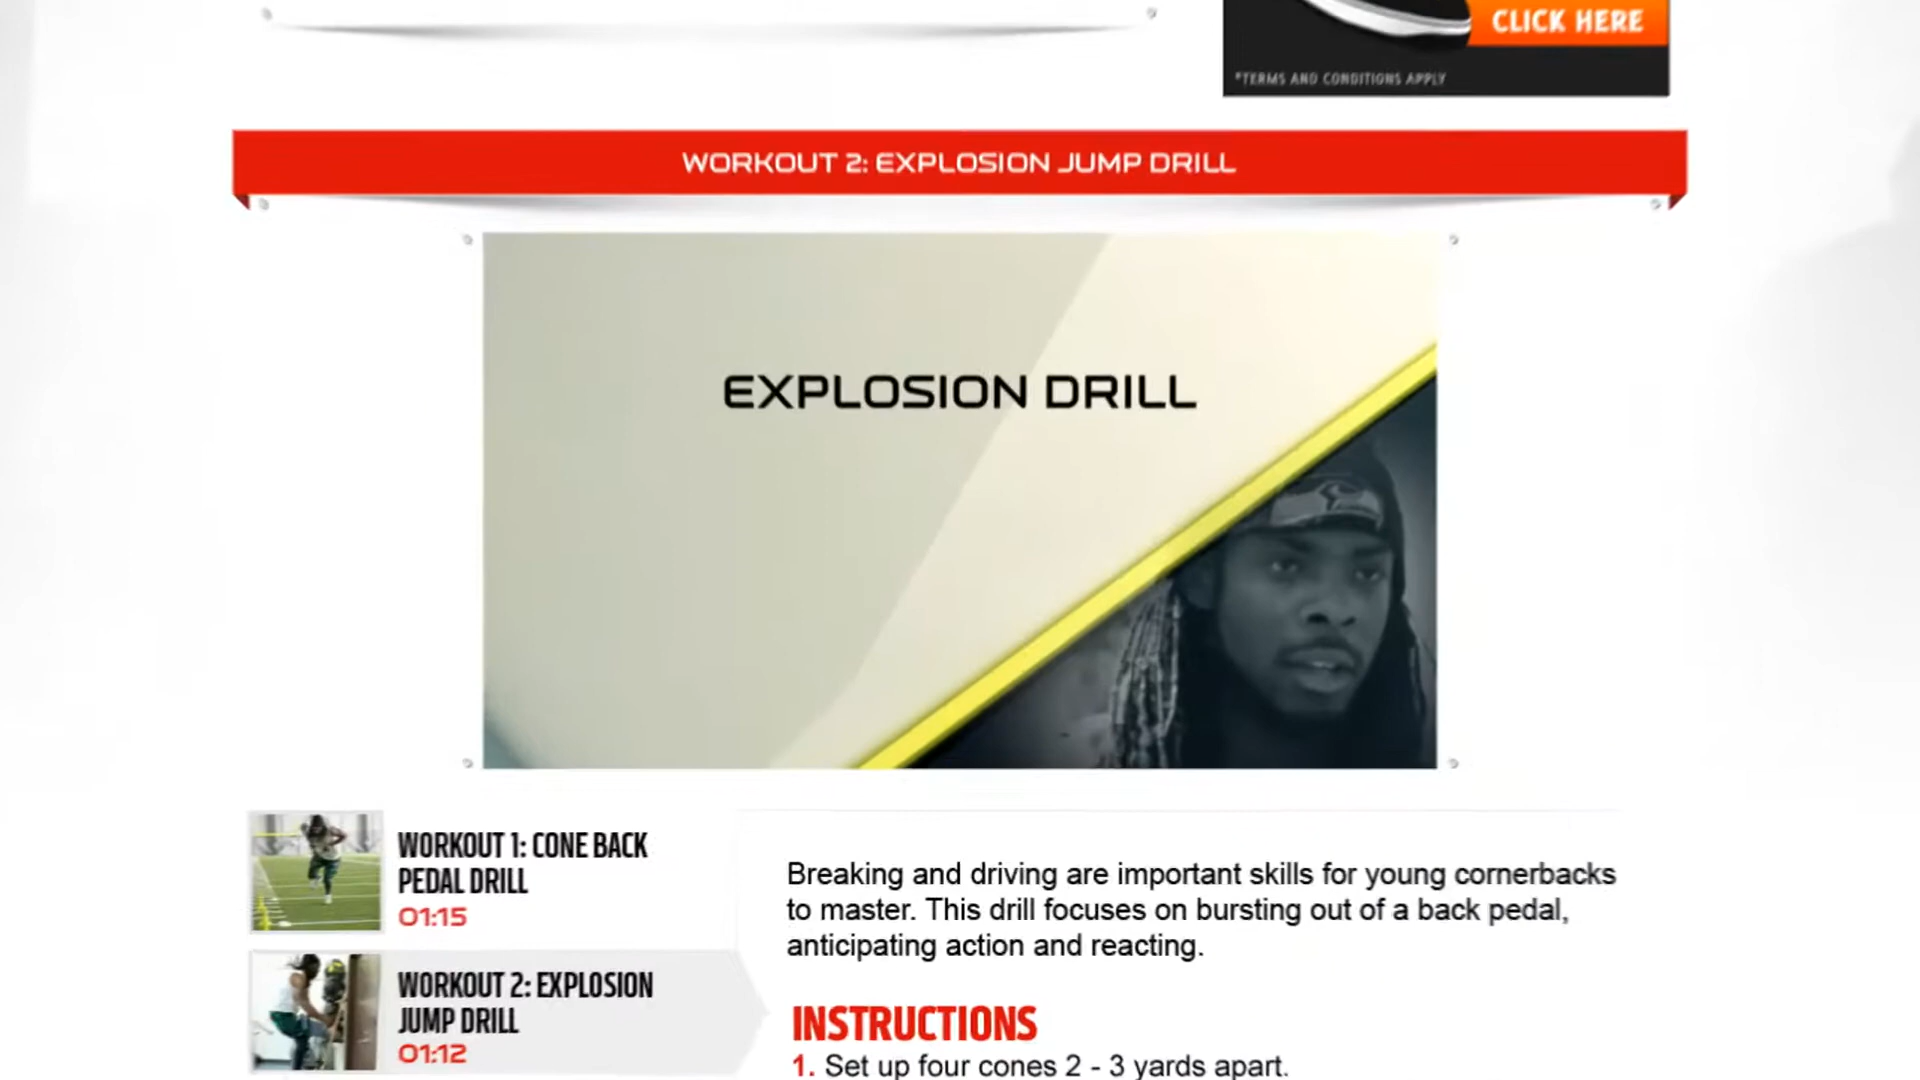 CLICK HERE
*TERMS AND CONDITIONS APPLY
WORKOUT 2: EXPLOSION JUMP DRILL
EXPLOSION DRILL
WORKOUT 1: CONE BACK
PEDAL DRILL
01:15
WORKOUT 2: EXPLOSION
JUMP DRILL
01:12
Breaking and driving are important skills for young cornerbacks
to master. This drill focuses on bursting out of a back pedal,
anticipating action and reacting.
INSTRUCTIONS
1. Set up four cones 2 - 3 yards apart.